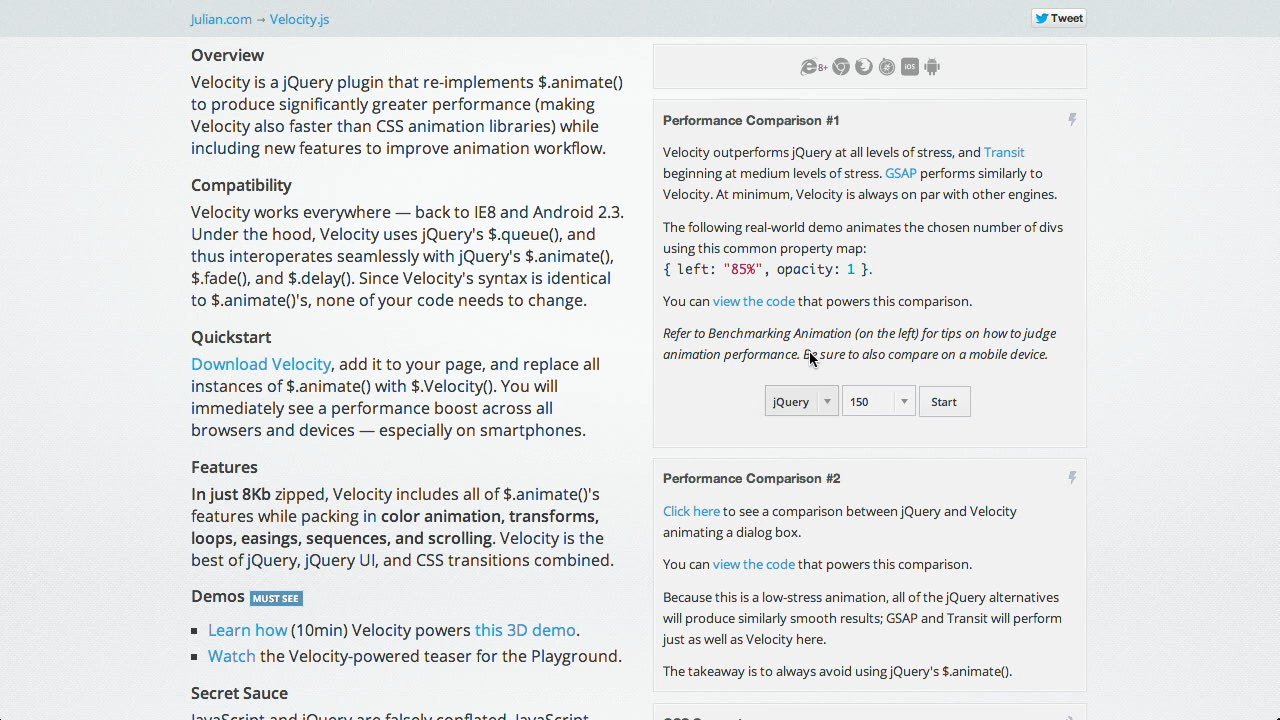 Julian.com → Velocity.js
Tweet
Overview
Velocity is a jQuery plugin that re-implements $.animate()
to produce significantly greater performance (making
Velocity also faster than CSS animation libraries) while
including new features to improve animation workflow.
Compatibility
Velocity works everywhere — back to IE8 and Android 2.3.
Under the hood, Velocity uses jQuery's $.queue(), and
thus interoperates seamlessly with jQuery's $.animate(),
$.fade(), and $.delay(). Since Velocity's syntax is identical
to $.animate()'s, none of your code needs to change.
Quickstart
Download Velocity, add it to your page, and replace all
instances of $.animate() with $.Velocity(). You will
immediately see a performance boost across all
browsers and devices — especially on smartphones.
Features
In just 8Kb zipped, Velocity includes all of $.animate()'s
features while packing in color animation, transforms,
loops, easings, sequences, and scrolling. Velocity is the
best of jQuery, jQuery UI, and CSS transitions combined.
Demos MUST SEE
Learn how (10min) Velocity powers this 3D demo.
Watch the Velocity-powered teaser for the Playground.
Secret Sauce
JavaScript and jQuery are falsely conflated. JavaScript
8+ iOS
Performance Comparison #1
Velocity outperforms jQuery at all levels of stress, and Transit
beginning at medium levels of stress. GSAP performs similarly to
Velocity. At minimum, Velocity is always on par with other engines.
The following real-world demo animates the chosen number of divs
using this common property map:
{ left: "85%", opacity: 1 }.
You can view the code that powers this comparison.
Refer to Benchmarking Animation (on the left) for tips on how to judge
animation performance. Be sure to also compare on a mobile device.
jQuery 150 Start
Performance Comparison #2
Click here to see a comparison between jQuery and Velocity
animating a dialog box.
You can view the code that powers this comparison.
Because this is a low-stress animation, all of the jQuery alternatives
will produce similarly smooth results; GSAP and Transit will perform
just as well as Velocity here.
The takeaway is to always avoid using jQuery's $.animate().